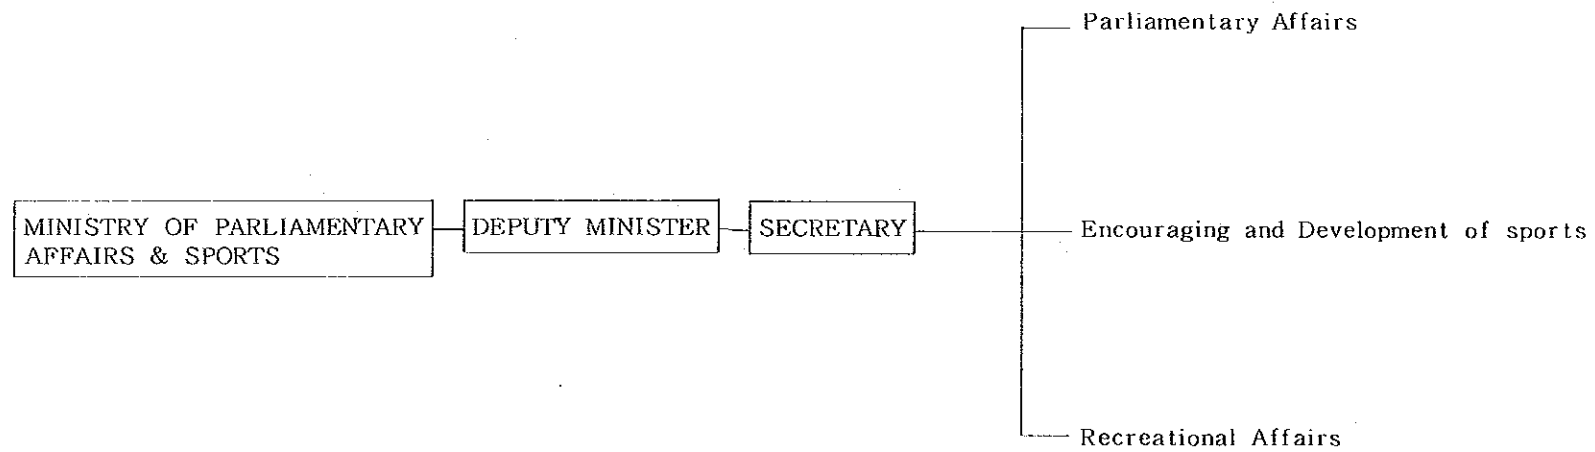 Parliamentary Affairs
MINISTRY OF PARLIAMENTARY
AFFAIRS & SPORTS
DEPUTY MINISTER
SECRETARY
Encouraging and Development of sports
Recreational Affairs